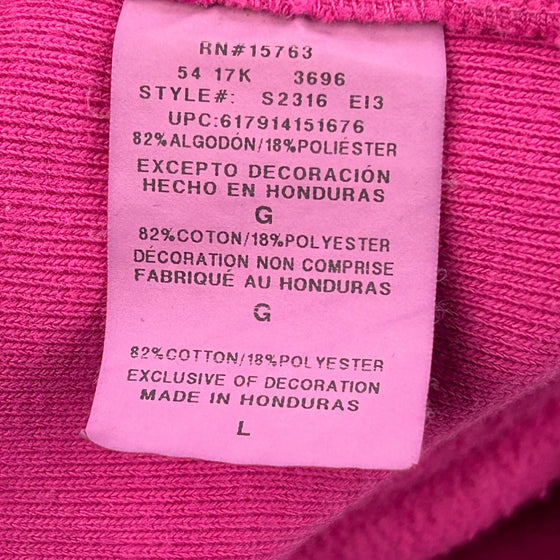 RN#15763
54 17K 3696
STYLE#: S2316 EI3
UPC:617914151676
82%ALGODÓN/18%POLIÉSTER
EXCEPTO DECORACIÓN
HECHO EN HONDURAS
G
82%COTON/18%POLYESTER
DÉCORATION NON COMPRISE
FABRIQUÉ AU HONDURAS
G
82%COTTON/18%POLYESTER
EXCLUSIVE OF DECORATION
MADE IN HONDURAS
L